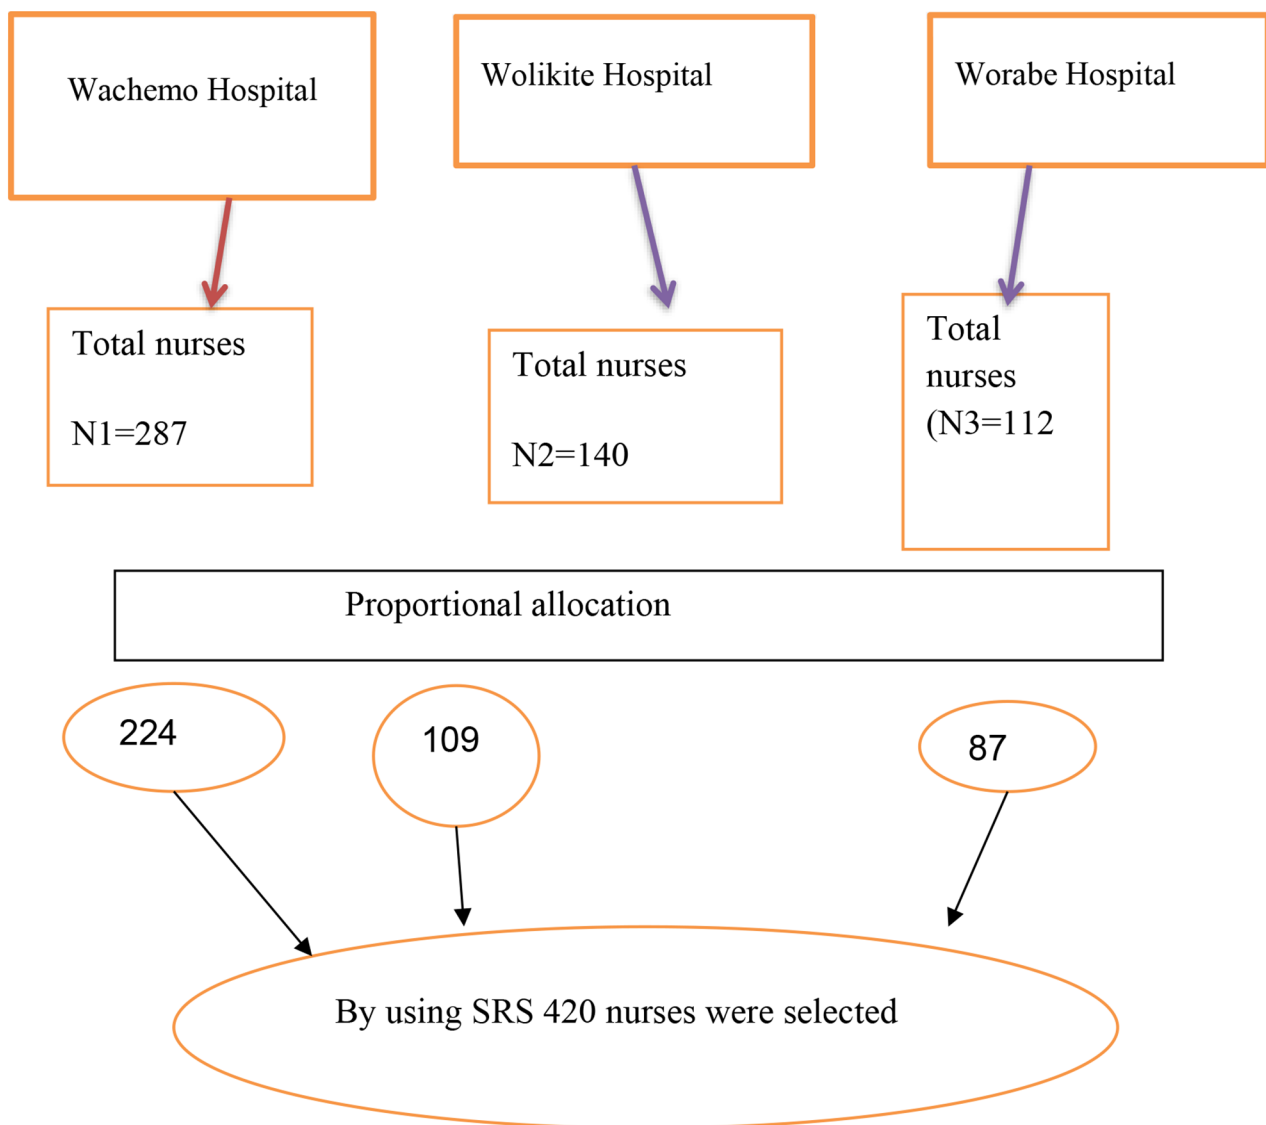 Wachemo Hospital
Wolikite Hospital
Worabe Hospital
Total nurses
N1=287
Total nurses
N2=140
Total
nurses
(N3=112
Proportional allocation
224
109
87
By using SRS 420 nurses were selected